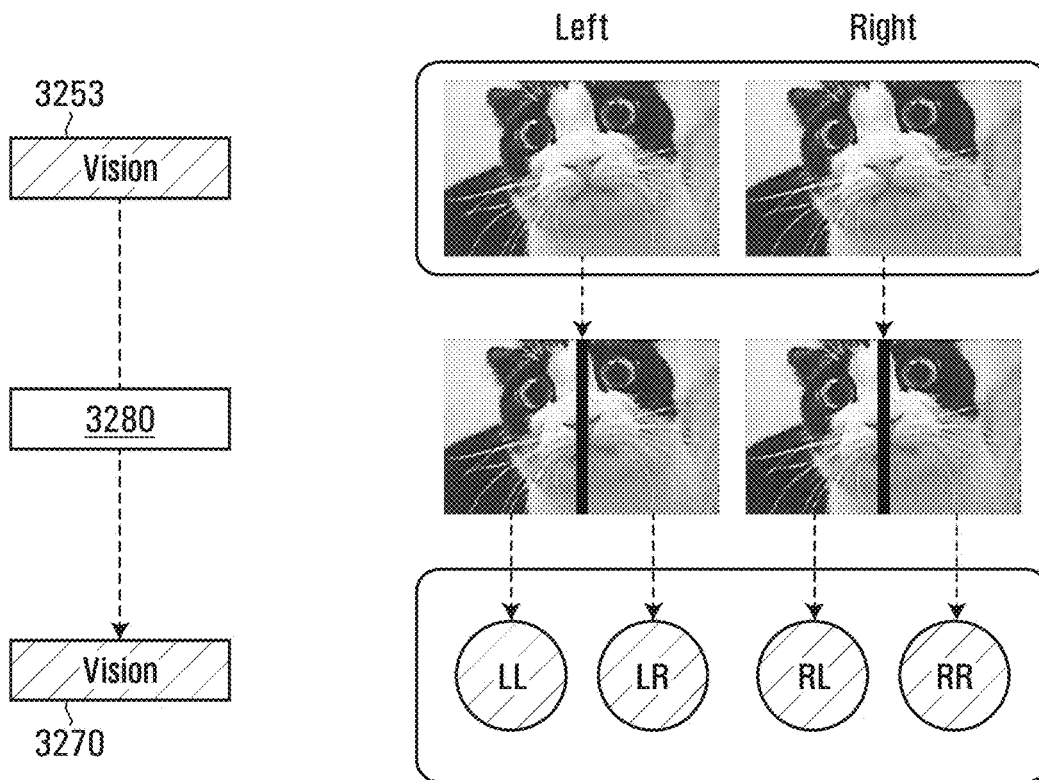 Left Right
3253
Vision
3280
Vision
3270
LL LR RL RR